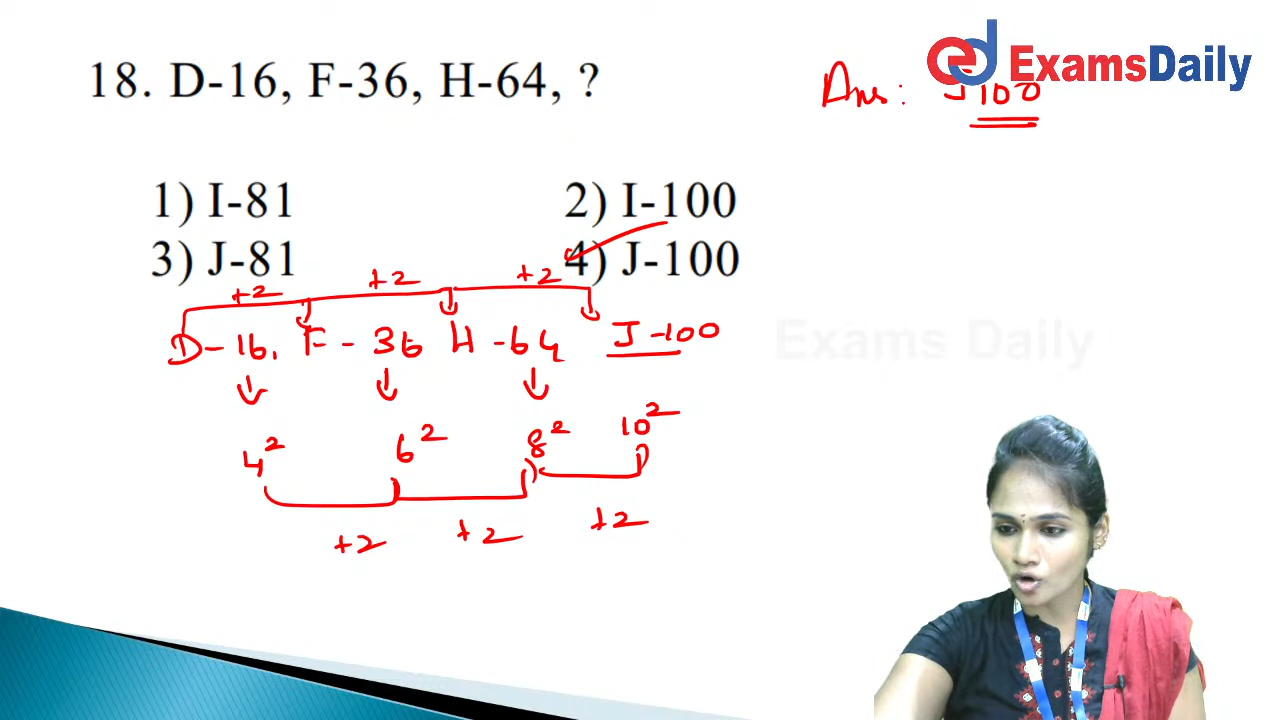 18. D-16, F-36, H-64, ?
ExamsDaily
Ans: J 100
1) I-81
2) I-100
3) J-81
4) J-100
+2 +2 +2
D - 16, F - 36 H - 64 J - 100
Exams Daily
4² 6² 8² 10²
+2 +2 +2